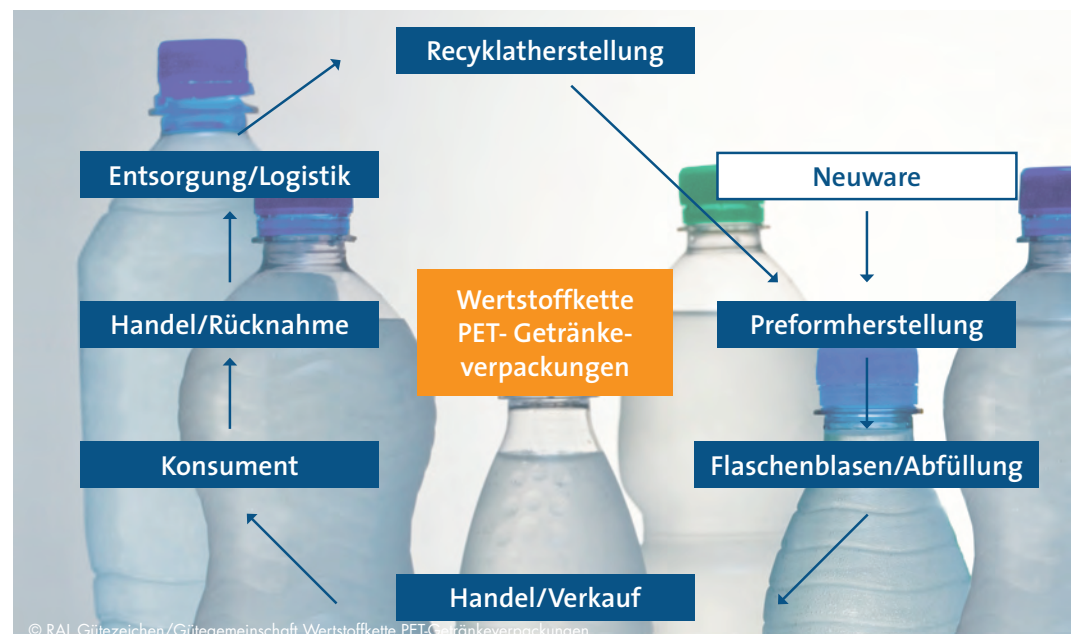 Recyklatherstellung
Entsorgung/Logistik
Neuware
Wertstoffkette
PET- Getränke-
verpackungen
Handel/Rücknahme
Preformherstellung
Konsument
Flaschenblasen/Abfüllung
Handel/Verkauf
© RAL Gütezeichen/Gütegemeinschaft Wertstoffkette PET-Getränkeverpackungen